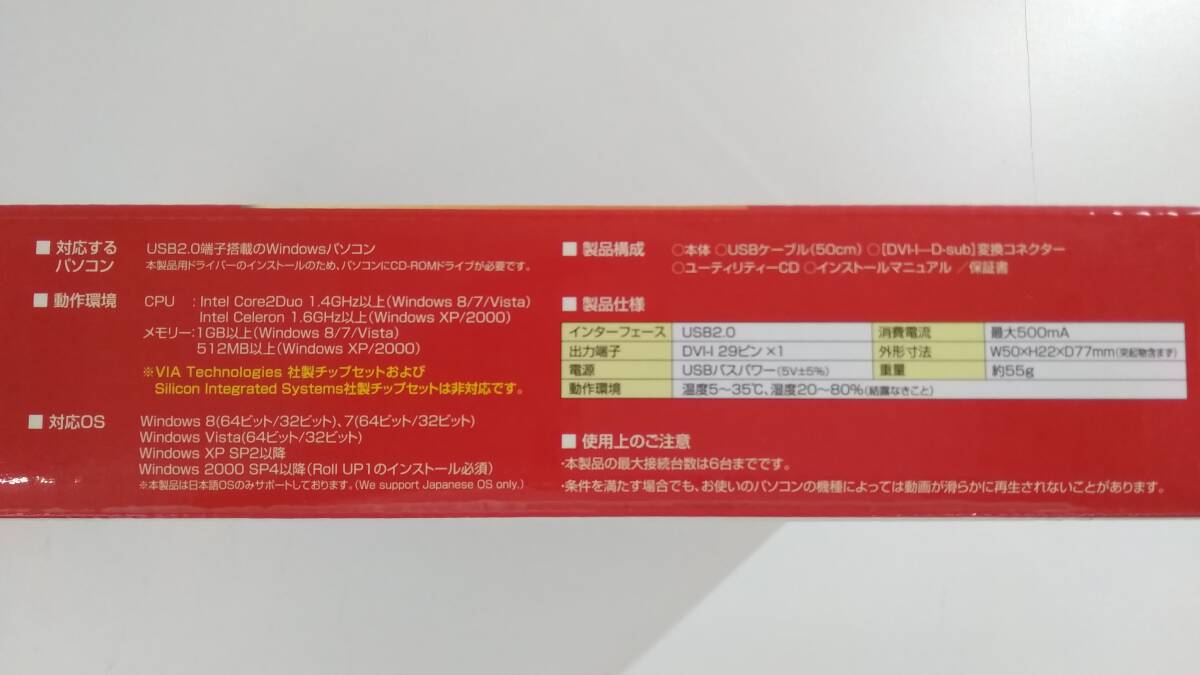 ■ 対応する
パソコン
USB2.0端子搭載のWindowsパソコン
本製品用ドライバーのインストールのため、パソコンにCD-ROMドライブが必要です。
■ 動作環境
CPU : Intel Core2Duo 1.4GHz以上(Windows 8/7/Vista)
Intel Celeron 1.6GHz以上(Windows XP/2000)
メモリー:1GB以上(Windows 8/7/Vista)
512MB以上(Windows XP/2000)
※VIA Technologies 社製チップセットおよび
Silicon Integrated Systems社製チップセットは非対応です。
■ 対応OS
Windows 8(64ビット/32ビット)、7(64ビット/32ビット)
Windows Vista(64ビット/32ビット)
Windows XP SP2以降
Windows 2000 SP4以降(Roll UP1のインストール必須)
※本製品は日本語OSのみサポートしております。(We support Japanese OS only.)
■ 製品構成
○本体 ○USBケーブル(50cm) ○[DVI-I―D-sub]変換コネクター
○ユーティリティーCD ○インストールマニュアル／保証書
■ 製品仕様
インターフェース USB2.0 消費電流 最大500mA
出力端子 DVI-I 29ピン ×1 外形寸法 W50×H22×D77mm(突起物含まず)
電源 USBバスパワー(5V±5%) 重量 約55g
動作環境 温度5〜35℃、湿度20〜80%(結露なきこと)
■ 使用上のご注意
・本製品の最大接続台数は6台までです。
・条件を満たす場合でも、お使いのパソコンの機種によっては動画が滑らかに再生されないことがあります。